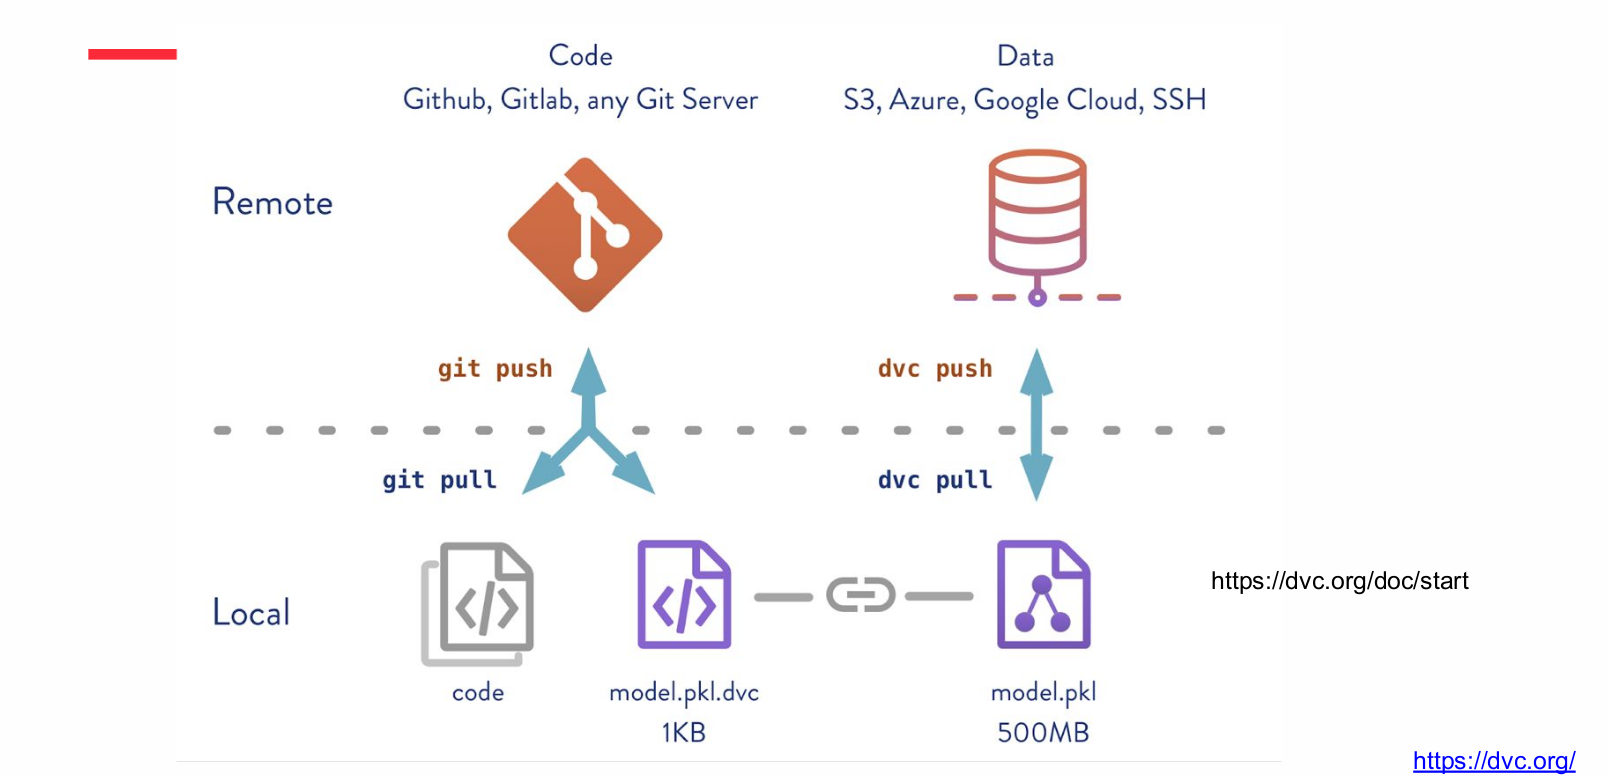 Code
Github, Gitlab, any Git Server
Data
S3, Azure, Google Cloud, SSH
Remote
git push
dvc push
git pull
dvc pull
Local
https://dvc.org/doc/start
code
model.pkl.dvc
1KB
model.pkl
500MB
https://dvc.org/